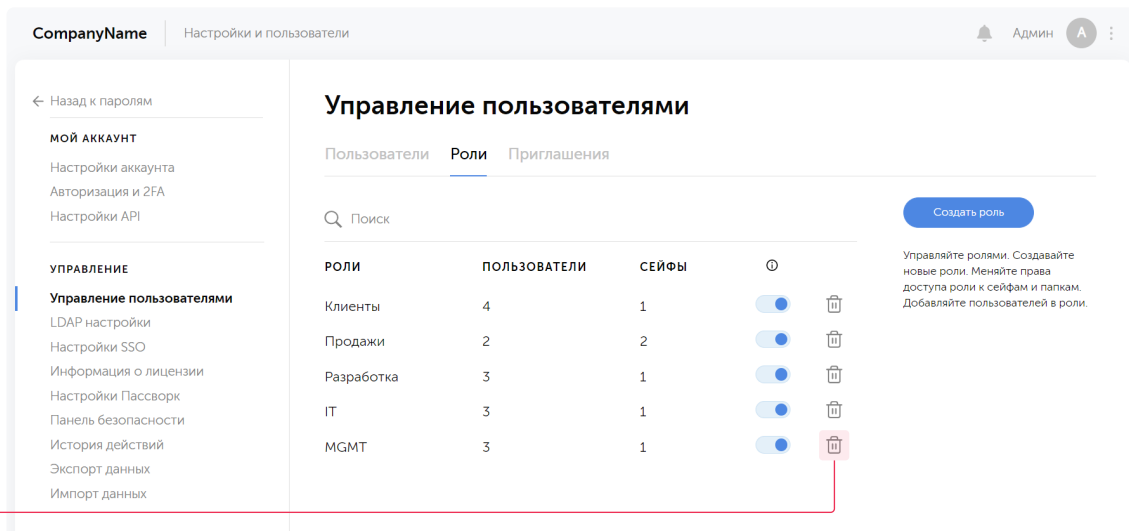 CompanyName
Настройки и пользователи
Админ
А
Назад к паролям
МОЙ АККАУНТ
Настройки аккаунта
Авторизация и 2FA
Настройки API
УПРАВЛЕНИЕ
Управление пользователями
LDAP настройки
Настройки SSO
Информация о лицензии
Настройки Пассворк
Панель безопасности
История действий
Экспорт данных
Импорт данных
Управление пользователями
Пользователи Роли Приглашения
Поиск
РОЛИ ПОЛЬЗОВАТЕЛИ СЕЙФЫ
Клиенты 4 1
Продажи 2 2
Разработка 3 1
IT 3 1
MGMT 3 1
Создать роль
Управляйте ролями. Создавайте
новые роли. Меняйте права
доступа роли к сейфам и папкам.
Добавляйте пользователей в роли.